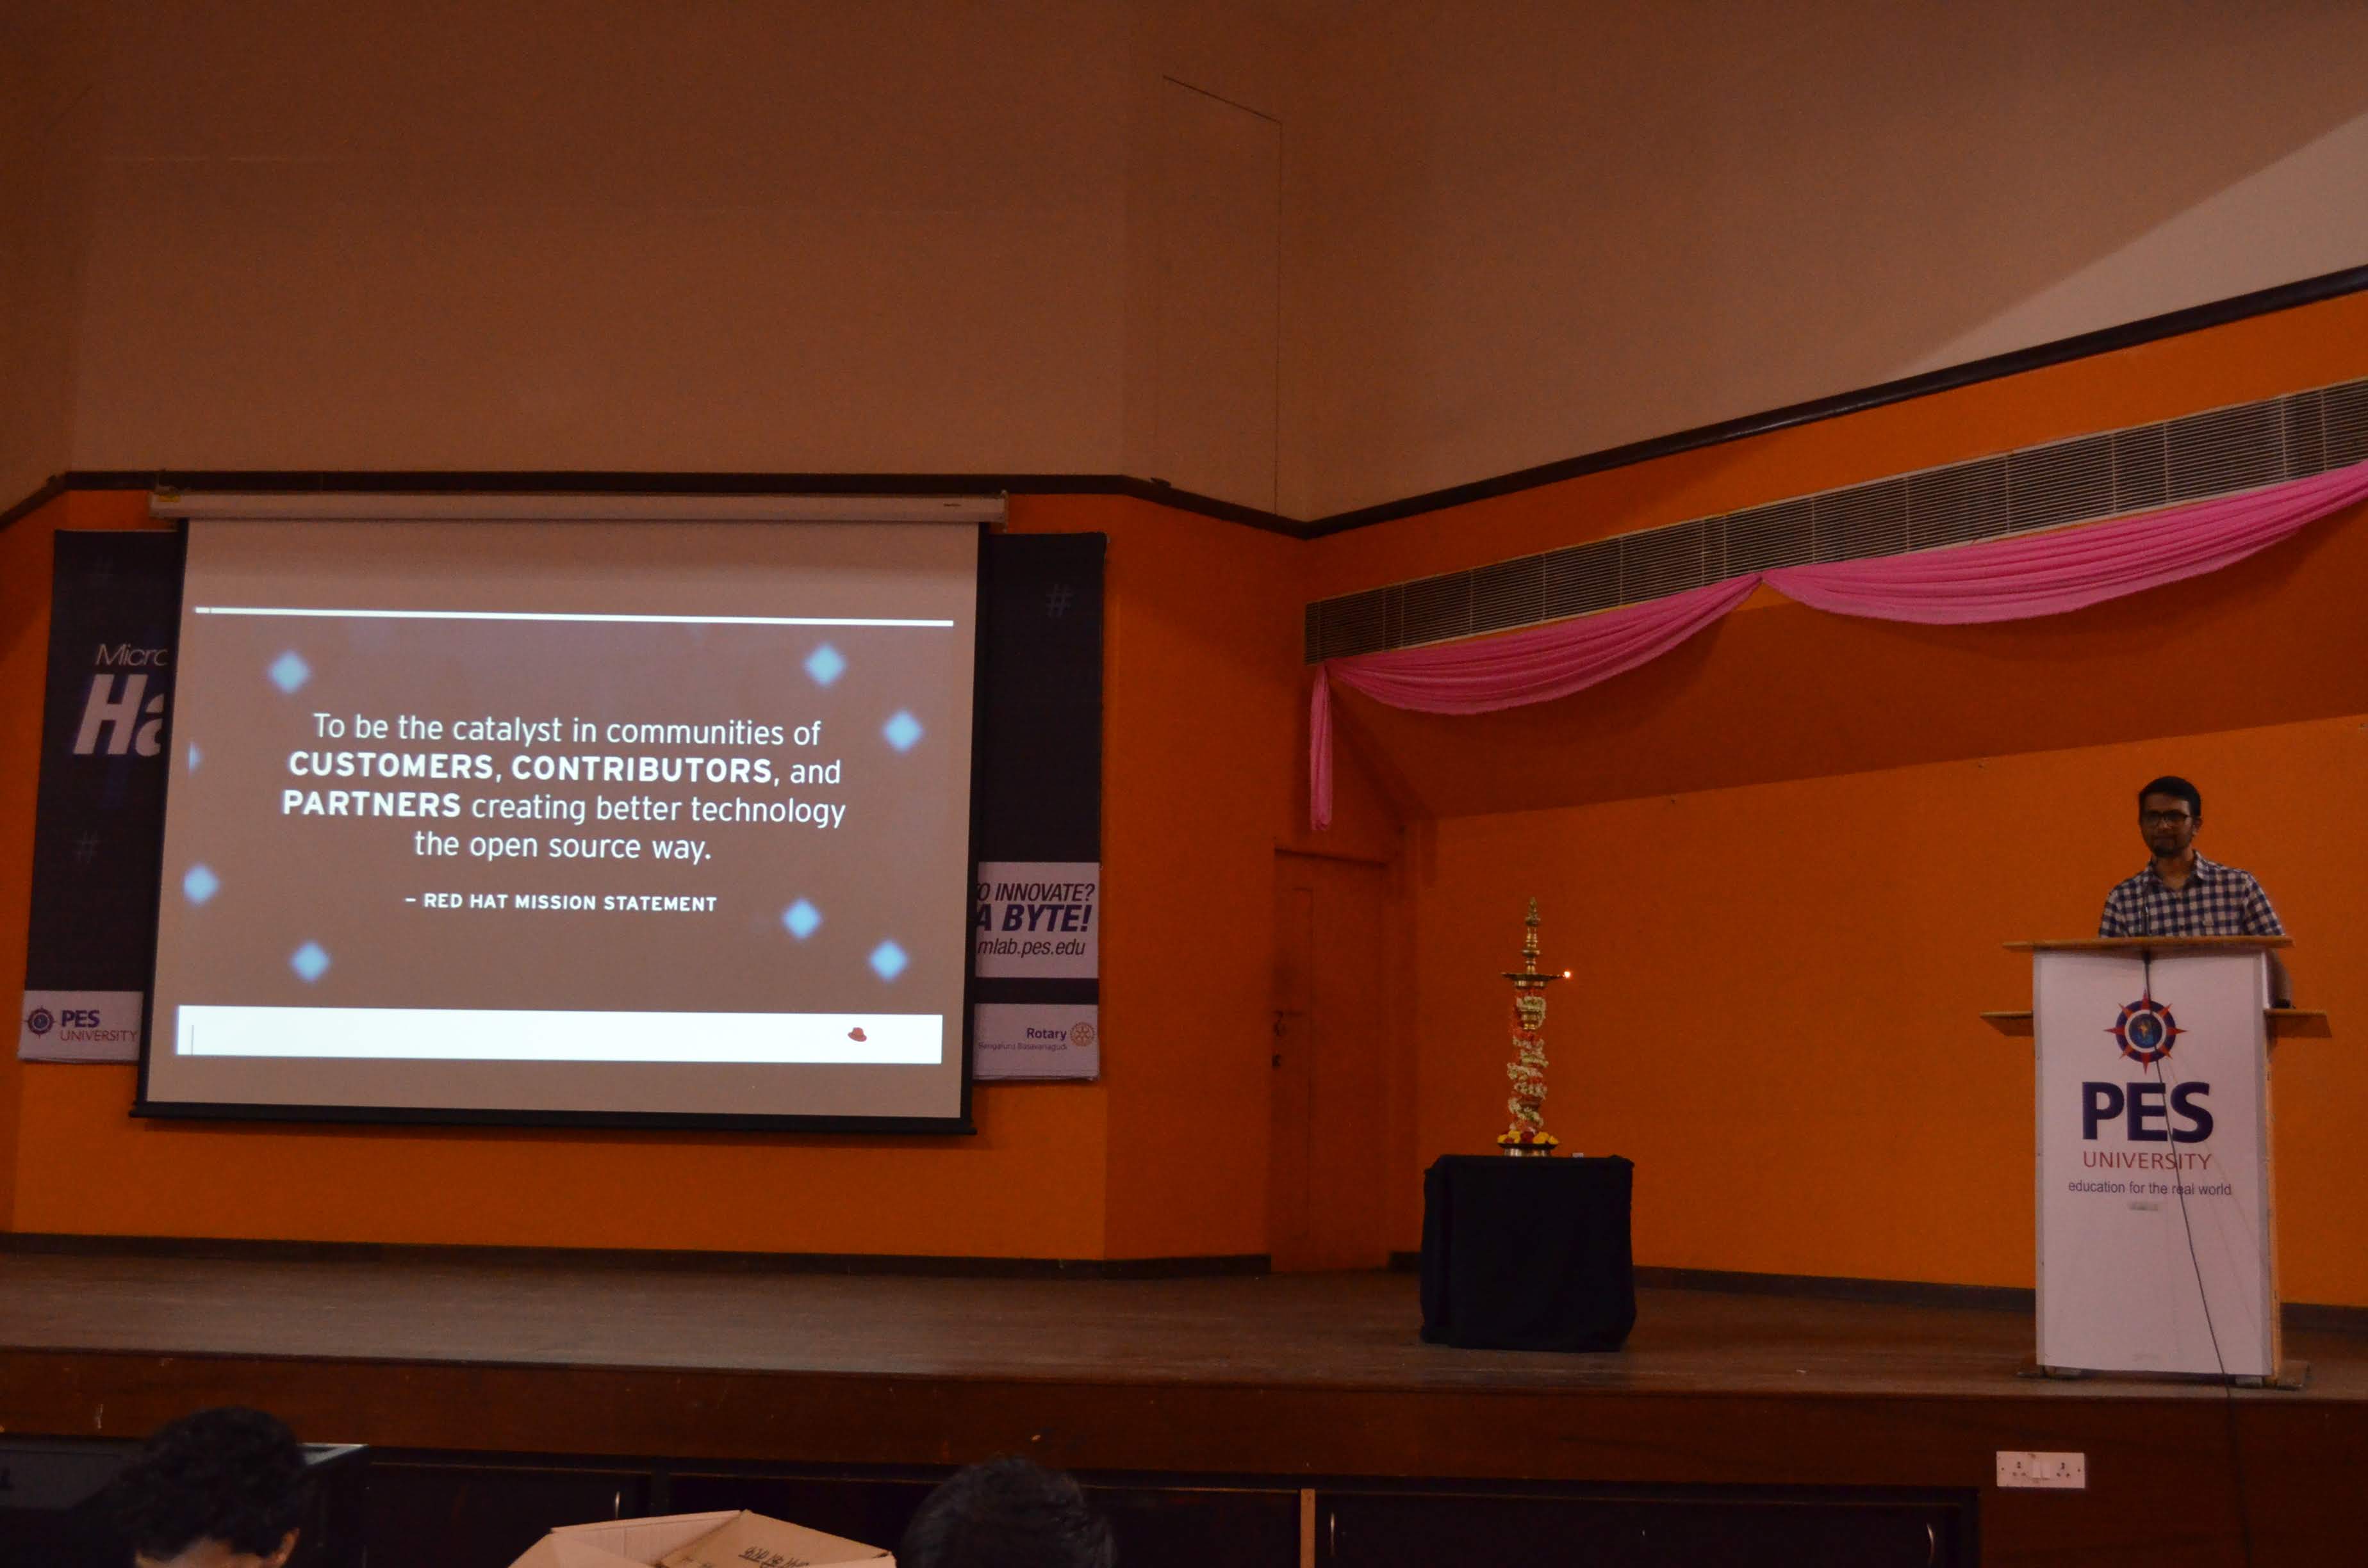 Micro
Ha
#
#
To be the catalyst in communities of
CUSTOMERS, CONTRIBUTORS, and
PARTNERS creating better technology
the open source way.
– RED HAT MISSION STATEMENT
O INNOVATE?
A BYTE!
mlab.pes.edu
PES
UNIVERSITY
Rotary
PES
UNIVERSITY
education for the real world